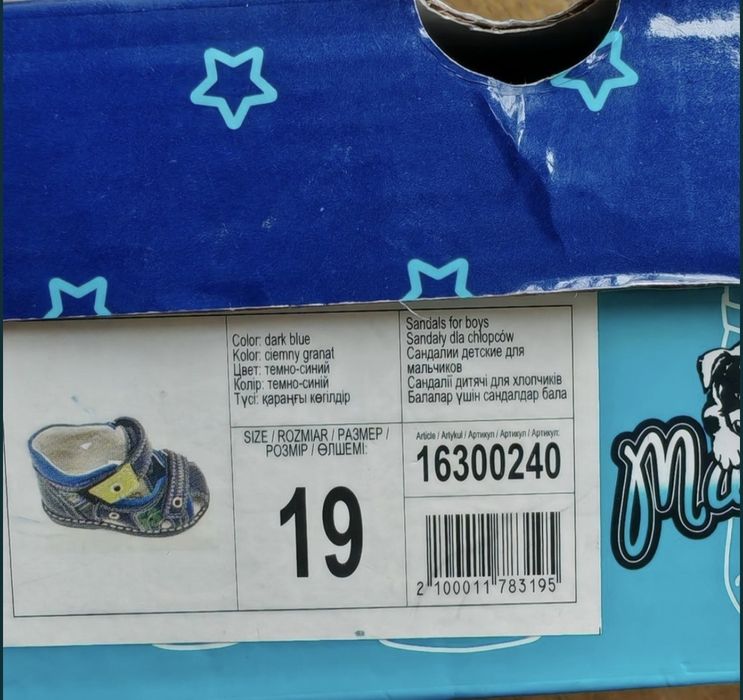 Color: dark blue
Kolor: ciemny granat
Цвет: темно-синий
Колір: темно-синій
Түсі: қараңғы көгілдір
Sandals for boys
Sandały dla chłopców
Сандалии детские для
мальчиков
Сандалі дитячі для хлопчиків
Балалар үшін сандалдар бала
SIZE / ROZMIAR / РАЗМЕР /
РОЗМІР / ӨЛШЕМІ:
19
Article / Artykuł / Артикул / Артикул / Артикул:
16300240
2 100011 783195